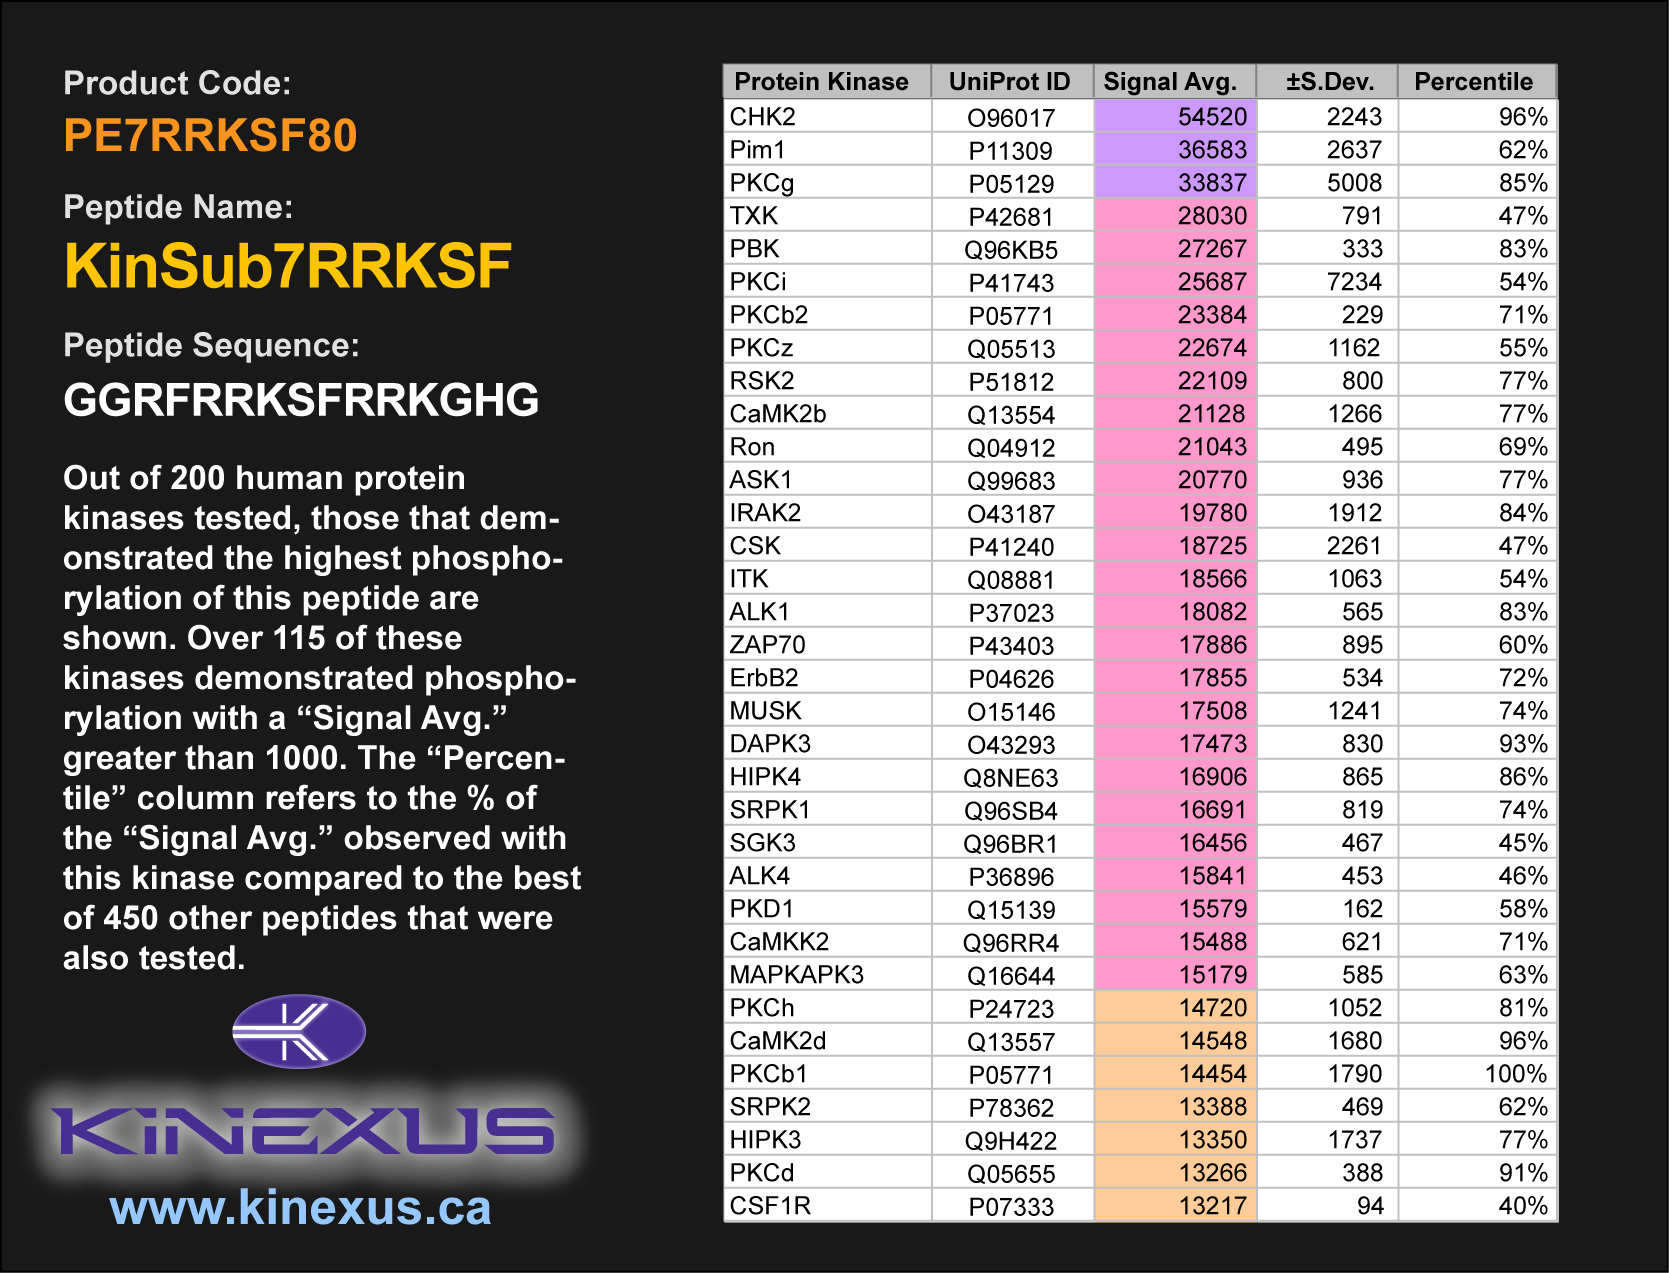 Product Code:
PE7RRKSF80
Peptide Name:
KinSub7RRKSF
Peptide Sequence:
GGRFRRKSFRRKGHG
Out of 200 human protein
kinases tested, those that dem-
onstrated the highest phospho-
rylation of this peptide are
shown. Over 115 of these
kinases demonstrated phospho-
rylation with a “Signal Avg.”
greater than 1000. The “Percen-
tile” column refers to the % of
the “Signal Avg.” observed with
this kinase compared to the best
of 450 other peptides that were
also tested.
KINEXUS
www.kinexus.ca
Protein Kinase UniProt ID Signal Avg. ±S.Dev. Percentile
CHK2 O96017 54520 2243 96%
Pim1 P11309 36583 2637 62%
PKCg P05129 33837 5008 85%
TXK P42681 28030 791 47%
PBK Q96KB5 27267 333 83%
PKCi P41743 25687 7234 54%
PKCb2 P05771 23384 229 71%
PKCz Q05513 22674 1162 55%
RSK2 P51812 22109 800 77%
CaMK2b Q13554 21128 1266 77%
Ron Q04912 21043 495 69%
ASK1 Q99683 20770 936 77%
IRAK2 O43187 19780 1912 84%
CSK P41240 18725 2261 47%
ITK Q08881 18566 1063 54%
ALK1 P37023 18082 565 83%
ZAP70 P43403 17886 895 60%
ErbB2 P04626 17855 534 72%
MUSK O15146 17508 1241 74%
DAPK3 O43293 17473 830 93%
HIPK4 Q8NE63 16906 865 86%
SRPK1 Q96SB4 16691 819 74%
SGK3 Q96BR1 16456 467 45%
ALK4 P36896 15841 453 46%
PKD1 Q15139 15579 162 58%
CaMKK2 Q96RR4 15488 621 71%
MAPKAPK3 Q16644 15179 585 63%
PKCh P24723 14720 1052 81%
CaMK2d Q13557 14548 1680 96%
PKCb1 P05771 14454 1790 100%
SRPK2 P78362 13388 469 62%
HIPK3 Q9H422 13350 1737 77%
PKCd Q05655 13266 388 91%
CSF1R P07333 13217 94 40%